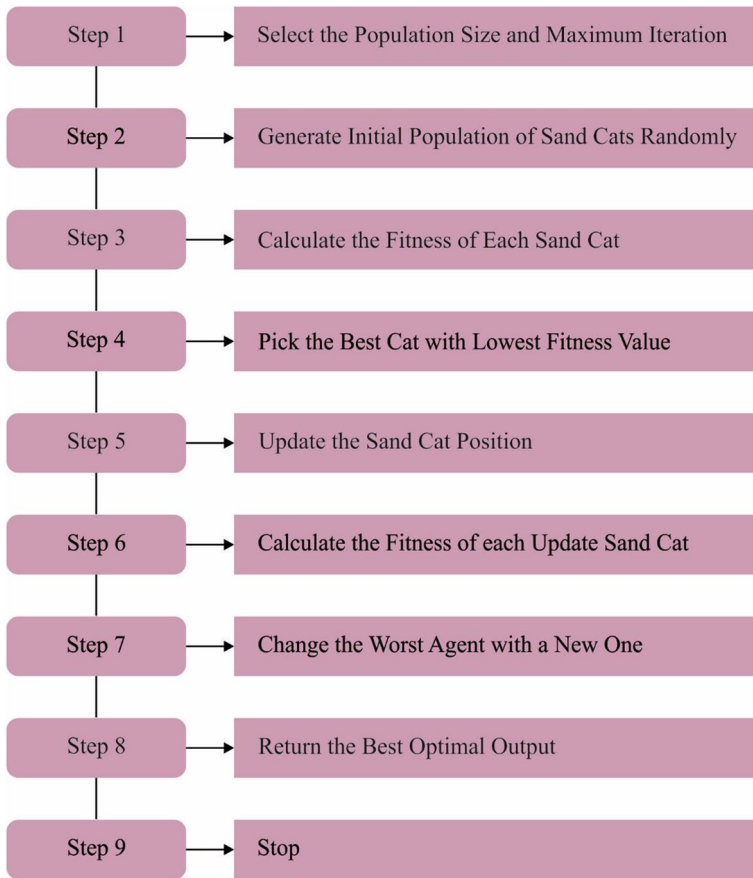 Step 1
Select the Population Size and Maximum Iteration
Step 2
Generate Initial Population of Sand Cats Randomly
Step 3
Calculate the Fitness of Each Sand Cat
Step 4
Pick the Best Cat with Lowest Fitness Value
Step 5
Update the Sand Cat Position
Step 6
Calculate the Fitness of each Update Sand Cat
Step 7
Change the Worst Agent with a New One
Step 8
Return the Best Optimal Output
Step 9
Stop